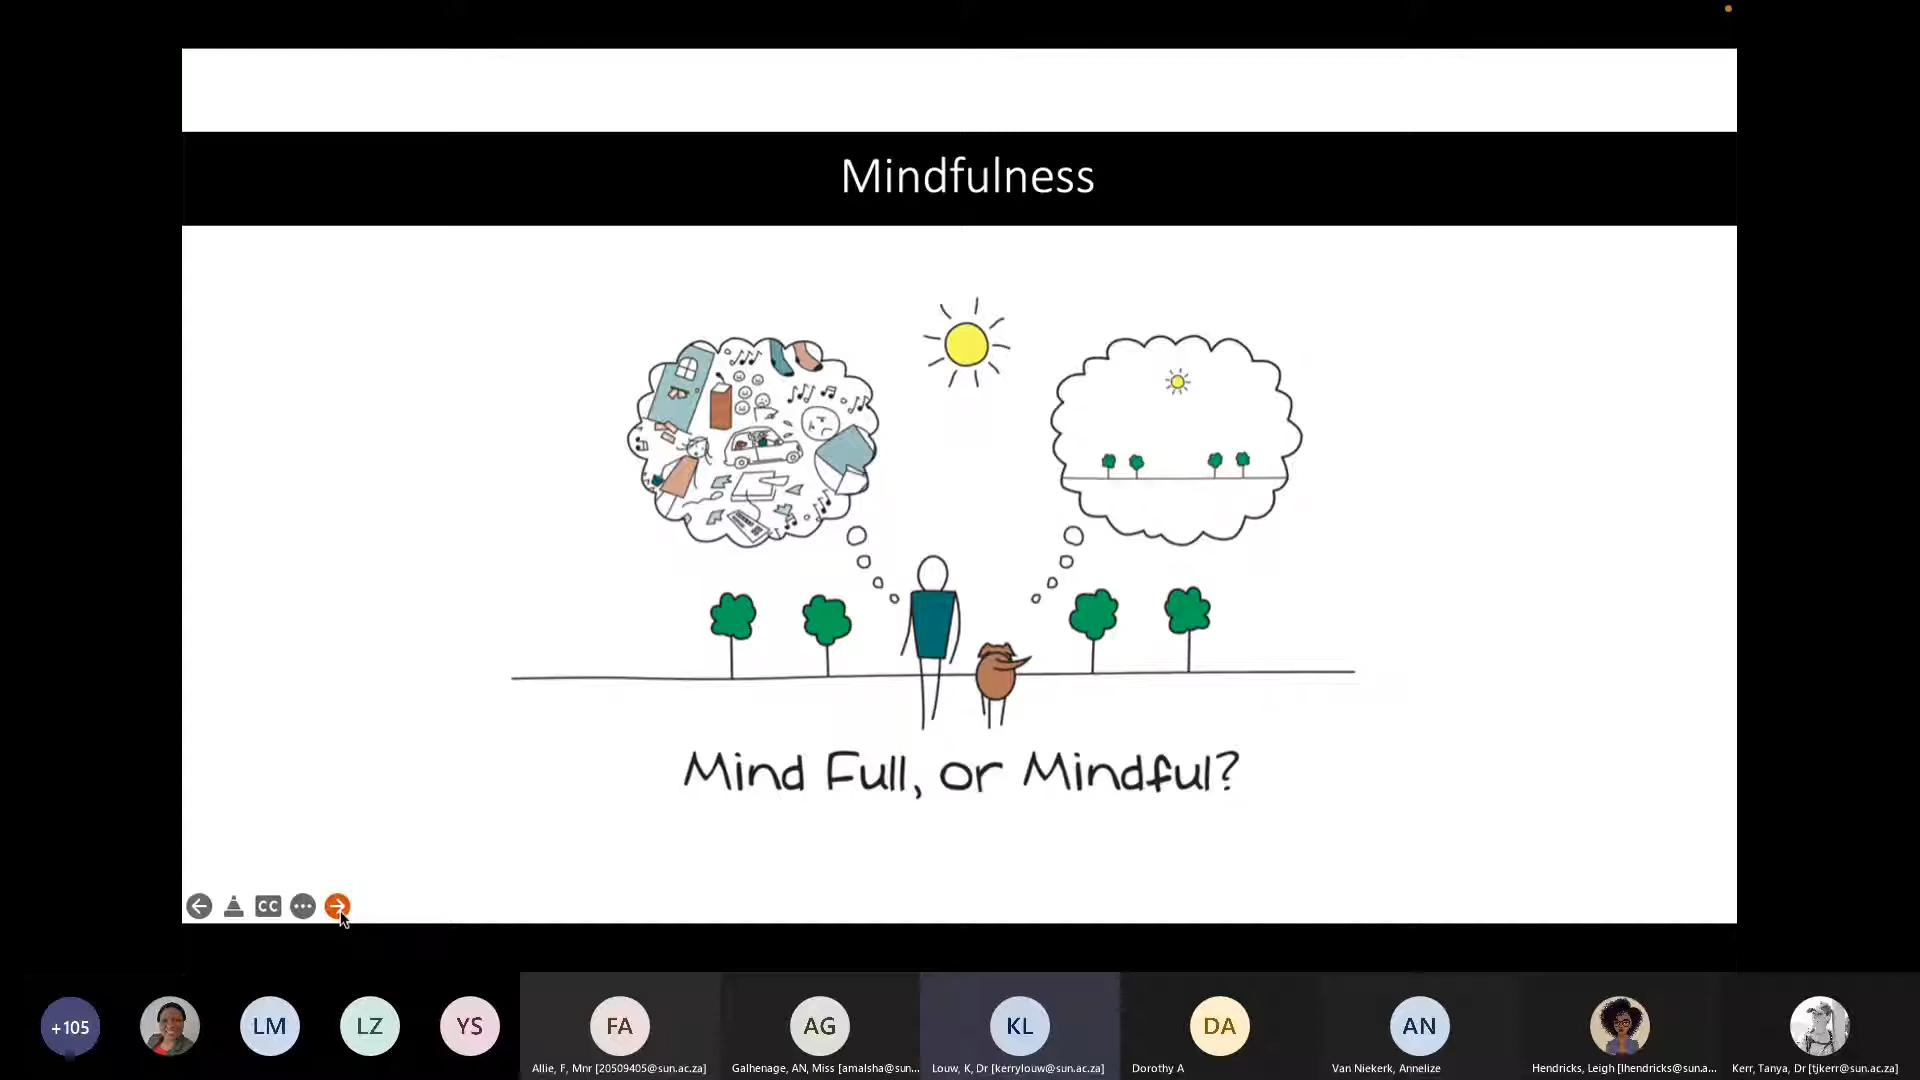 Mindfulness
Mind Full, or Mindful?
CC
+105
LM
LZ
YS
FA
AG
KL
DA
AN
Allie, F, Mnr [20509405@sun.ac.za]
Galhenage, AN, Miss [amalsha@sun...
Louw, K, Dr [kerrylouw@sun.ac.za]
Dorothy A
Van Niekerk, Annelize
Hendricks, Leigh [lhendricks@sun.a...
Kerr, Tanya, Dr [tjkerr@sun.ac.za]